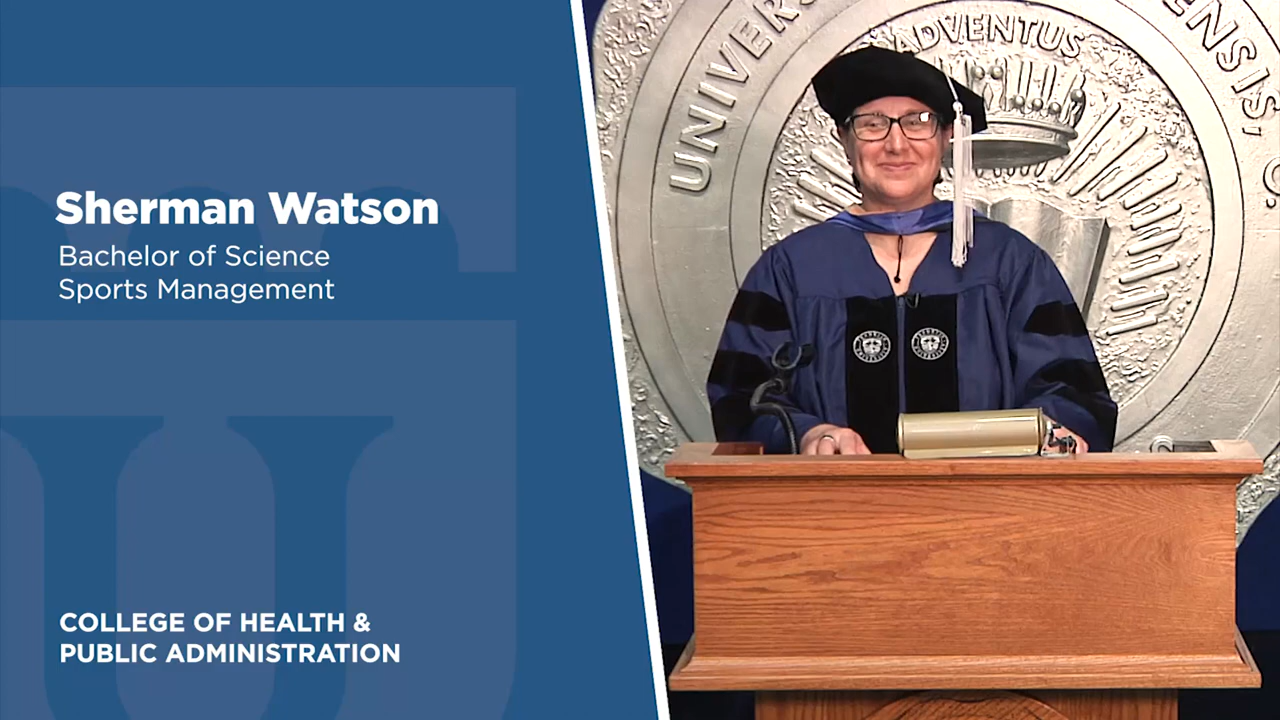 Sherman Watson
Bachelor of Science
Sports Management
COLLEGE OF HEALTH &
PUBLIC ADMINISTRATION
ADVENTUS